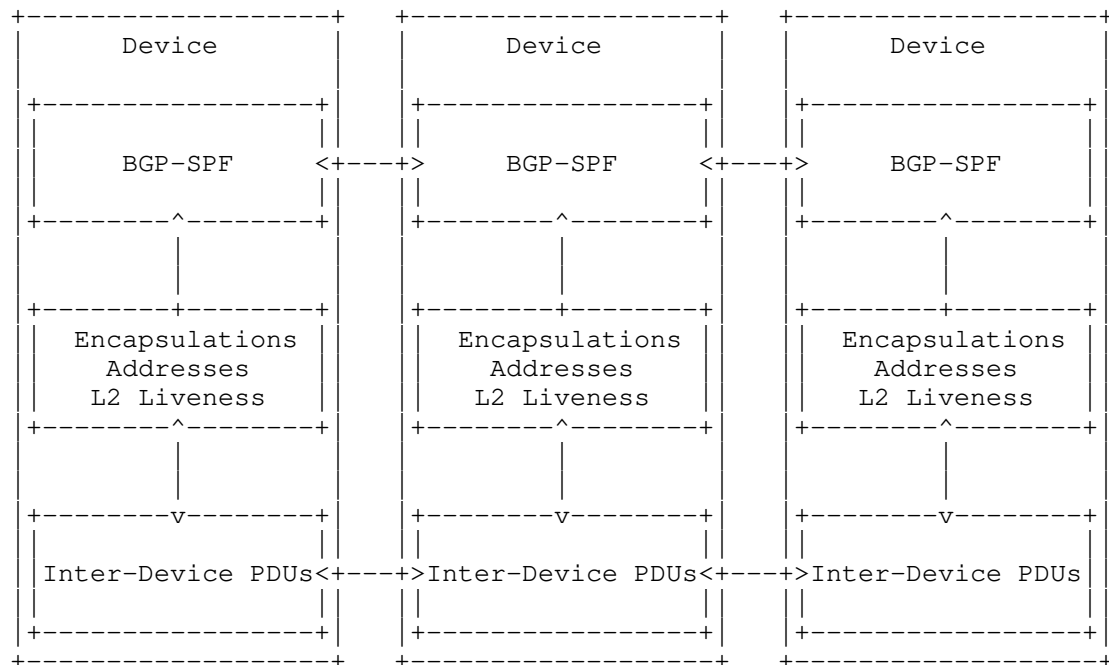 Device Device Device
BGP-SPF BGP-SPF BGP-SPF
Encapsulations Encapsulations Encapsulations
Addresses Addresses Addresses
L2 Liveness L2 Liveness L2 Liveness
Inter-Device PDUs Inter-Device PDUs Inter-Device PDUs